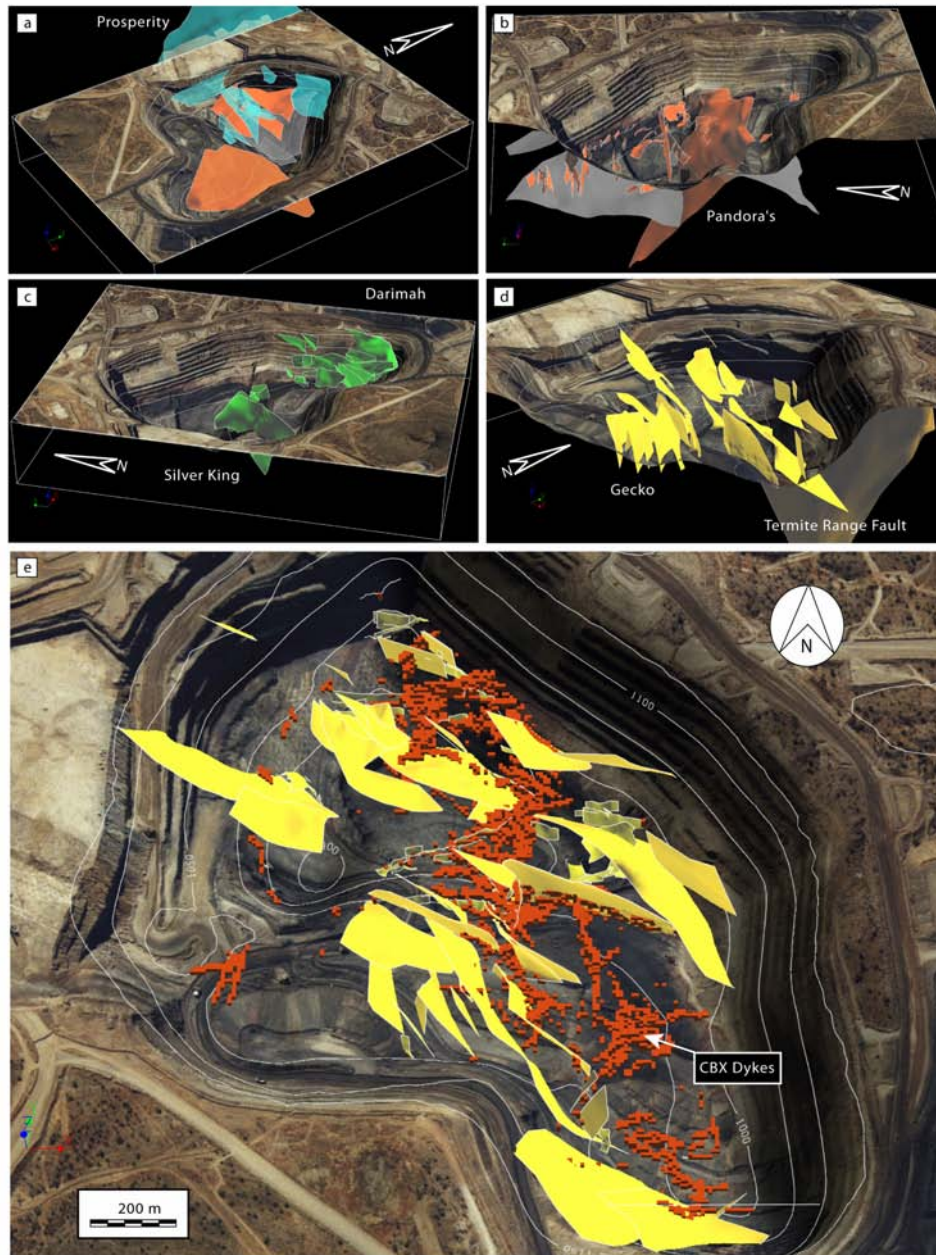 a
Prosperity
N
b
N
Pandora's
c
Darimah
N
Silver King
d
N
Gecko
Termite Range Fault
e
N
1100
CBX Dykes
1000
200 m